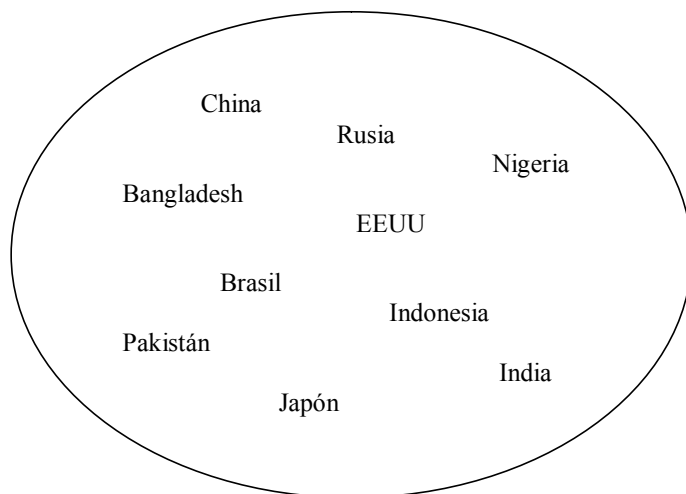 China
Rusia
Nigeria
Bangladesh
EEUU
Brasil
Indonesia
Pakistán
India
Japón